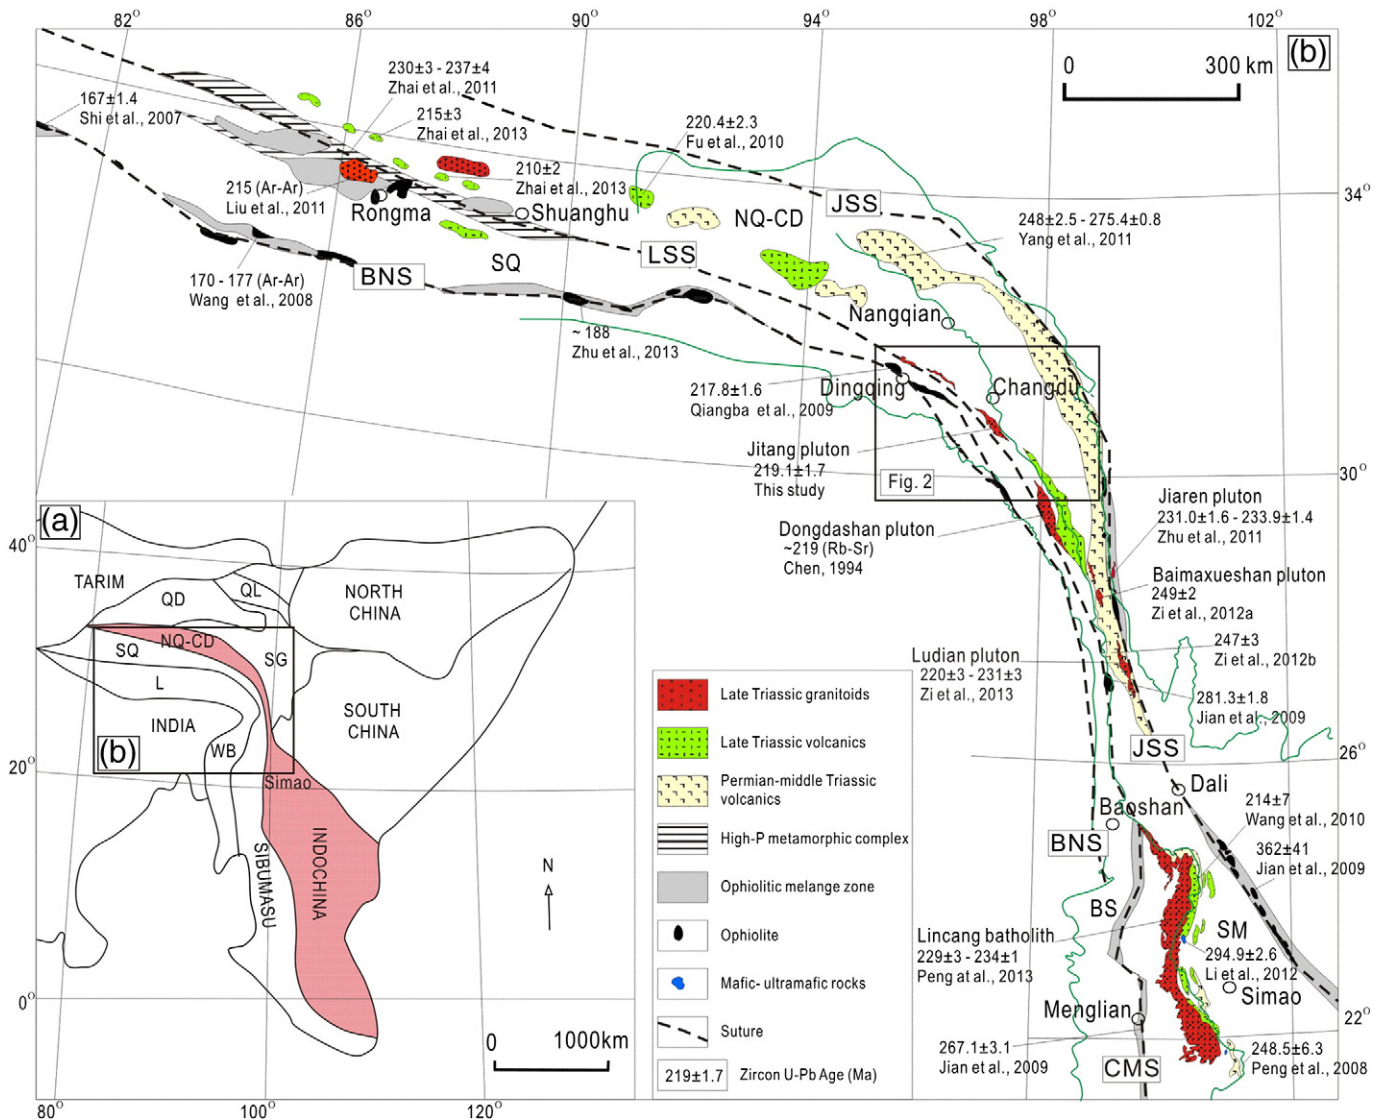 82°
86°
90°
94°
98°
102°
(b)
0
300 km
230±3 - 237±4
Zhai et al., 2011
167±1.4
Shi et al., 2007
215±3
Zhai et al., 2013
220.4±2.3
Fu et al., 2010
210±2
Zhai et al., 2013
215 (Ar-Ar)
Liu et al., 2011
Rongma
Shuanghu
NQ-CD
JSS
34°
248±2.5 - 275.4±0.8
Yang et al., 2011
LSS
SQ
BNS
170 - 177 (Ar-Ar)
Wang et al., 2008
Nangqian
~ 188
Zhu et al., 2013
217.8±1.6
Qiangba et al., 2009
Dingqing
Changdu
Jitang pluton
219.1±1.7
This study
Fig. 2
30°
Jiaren pluton
231.0±1.6 - 233.9±1.4
Zhu et al., 2011
Dongdashan pluton
~219 (Rb-Sr)
Chen, 1994
Baimaxueshan pluton
249±2
Zi et al., 2012a
247±3
Zi et al., 2012b
Ludian pluton
220±3 - 231±3
Zi et al., 2013
281.3±1.8
Jian et al., 2009
JSS
26°
Dali
Baoshan
214±7
Wang et al., 2010
BNS
362±41
Jian et al., 2009
BS
SM
Lincang batholith
229±3 - 234±1
Peng at al., 2013
294.9±2.6
Li et al., 2012
Simao
Menglian
22°
267.1±3.1
Jian et al., 2009
CMS
248.5±6.3
Peng et al., 2008
(a)
40°
TARIM
QD
QL
NORTH
CHINA
NQ-CD
SQ
SG
L
INDIA
SOUTH
CHINA
WB
(b)
20°
Simao
INDOCHINA
SIBUMASU
N
0°
0
1000km
80°
100°
120°
Late Triassic granitoids
Late Triassic volcanics
Permian-middle Triassic
volcanics
High-P metamorphic complex
Ophiolitic melange zone
Ophiolite
Mafic- ultramafic rocks
Suture
219±1.7
Zircon U-Pb Age (Ma)